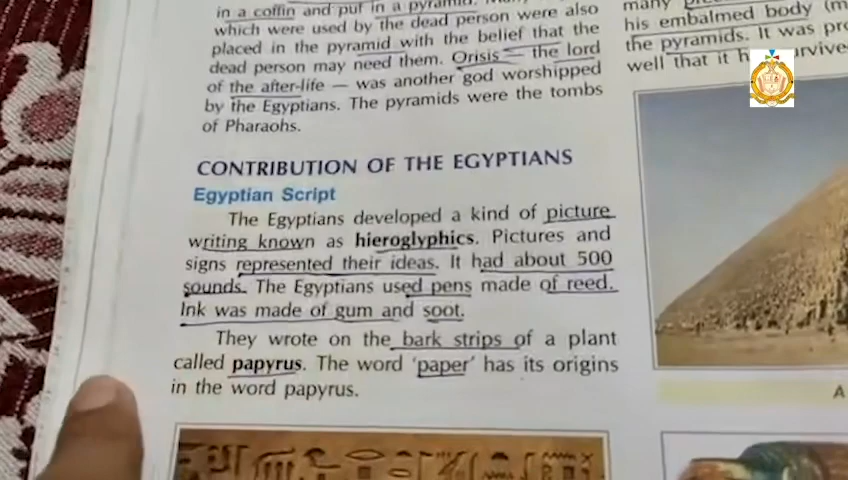 in a coffin and put in a pyramid.
which were used by the dead person were also
placed in the pyramid with the belief that the
dead person may need them. Orisis — the lord
of the after-life — was another god worshipped
by the Egyptians. The pyramids were the tombs
of Pharaohs.
CONTRIBUTION OF THE EGYPTIANS
Egyptian Script
The Egyptians developed a kind of picture
writing known as hieroglyphics. Pictures and
signs represented their ideas. It had about 500
sounds. The Egyptians used pens made of reed.
Ink was made of gum and soot.
They wrote on the bark strips of a plant
called papyrus. The word 'paper' has its origins
in the word papyrus.
many
his embalmed body
the pyramids. It was
well that it
A